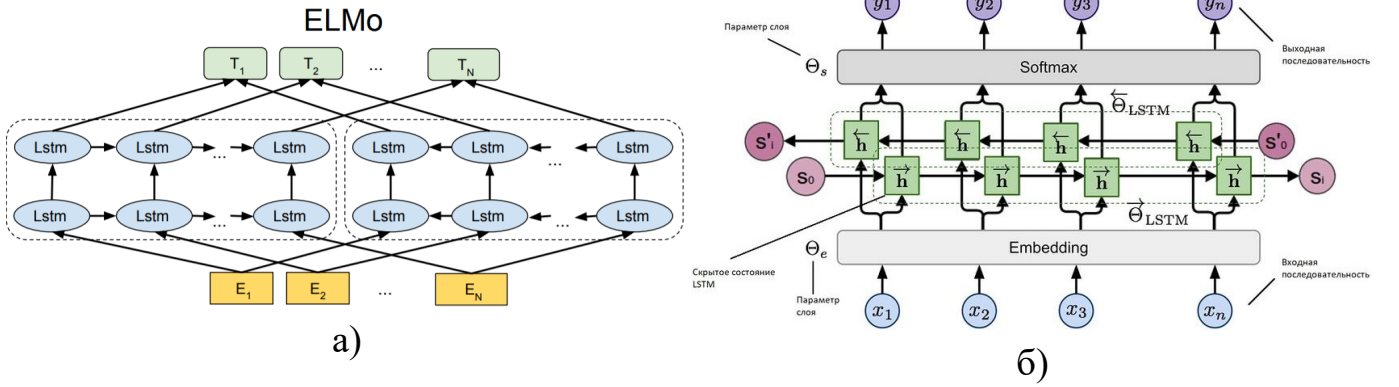 ELMo
T1 T2 ... TN
Lstm Lstm ... Lstm Lstm Lstm ... Lstm
Lstm Lstm ... Lstm Lstm Lstm ... Lstm
E1 E2 ... EN
а)
y1 y2 y3 yn
Параметр слоя
Выходная
последовательность
Θs
Softmax
←Θ LSTM
S'i ←h ←h ←h ←h S'0
S0 →h →h →h →h Si
→Θ LSTM
Θe
Embedding
Скрытое состояние
LSTM
Входная
последовательность
Параметр
слоя
x1 x2 x3 xn
б)